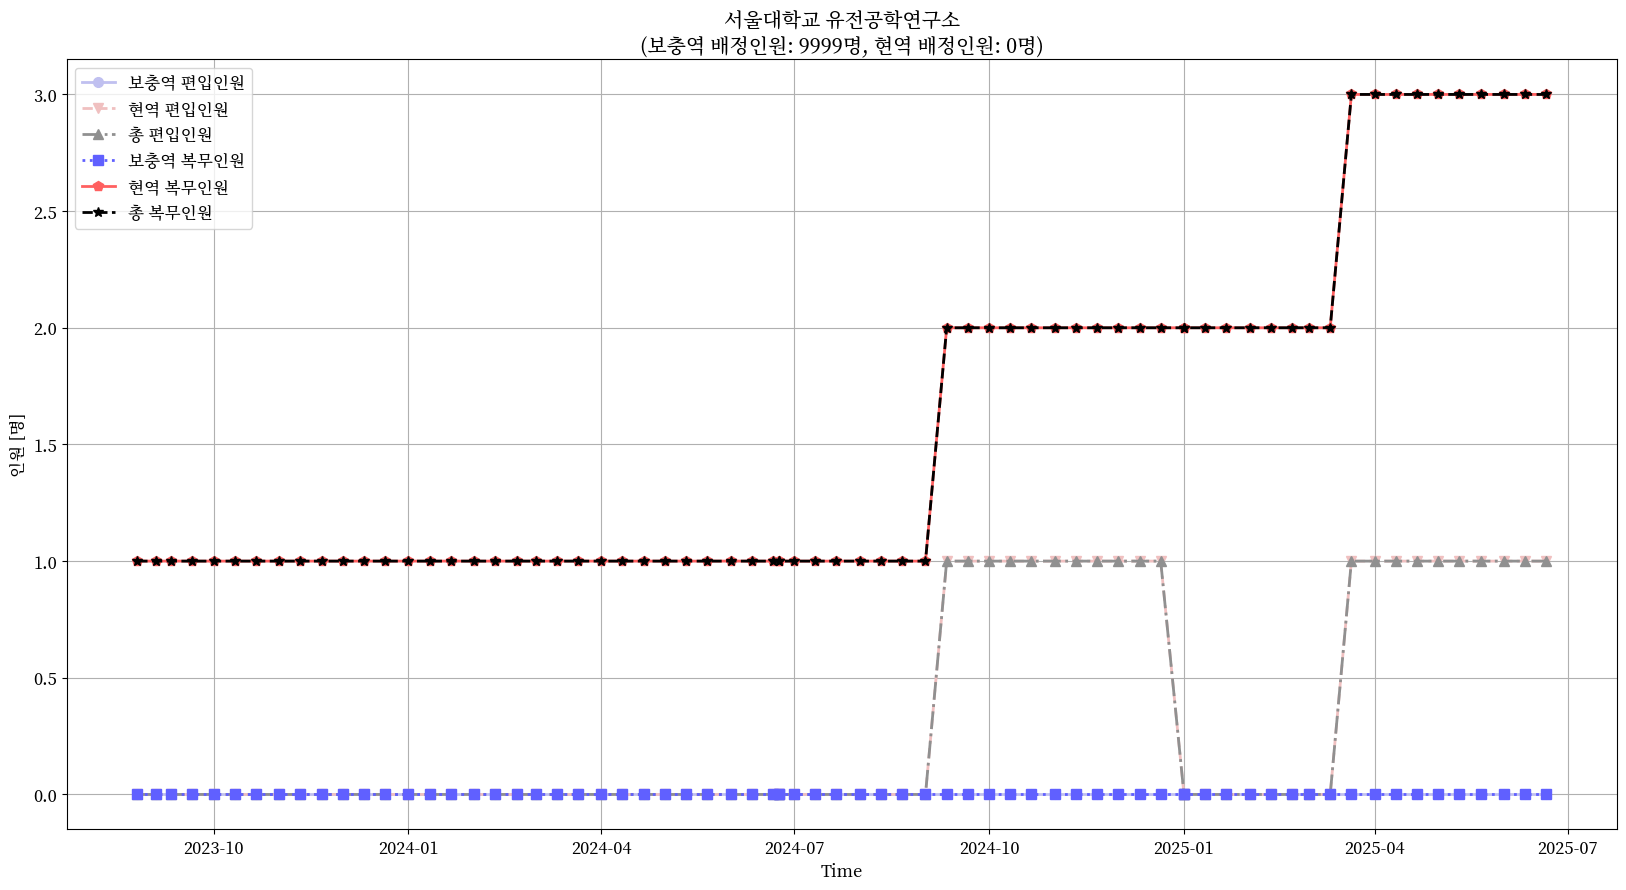 서울대학교 유전공학연구소
(보충역 배정인원: 9999명, 현역 배정인원: 0명)
보충역 편입인원
현역 편입인원
총 편입인원
보충역 복무인원
현역 복무인원
총 복무인원
3.0
2.5
2.0
1.5
1.0
0.5
0.0
인원 [명]
2023-10
2024-01
2024-04
2024-07
2024-10
2025-01
2025-04
2025-07
Time